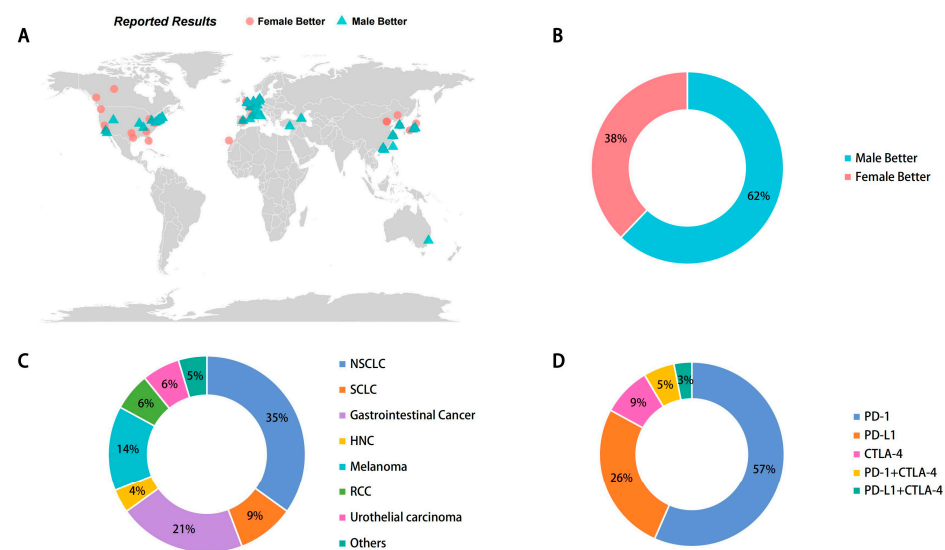 Reported Results Female Better Male Better
A
B
38%
62%
Male Better
Female Better
C
5%
6%
6%
14%
4%
21%
9%
35%
NSCLC
SCLC
Gastrointestinal Cancer
HNC
Melanoma
RCC
Urothelial carcinoma
Others
D
3%
5%
9%
26%
57%
PD-1
PD-L1
CTLA-4
PD-1+CTLA-4
PD-L1+CTLA-4